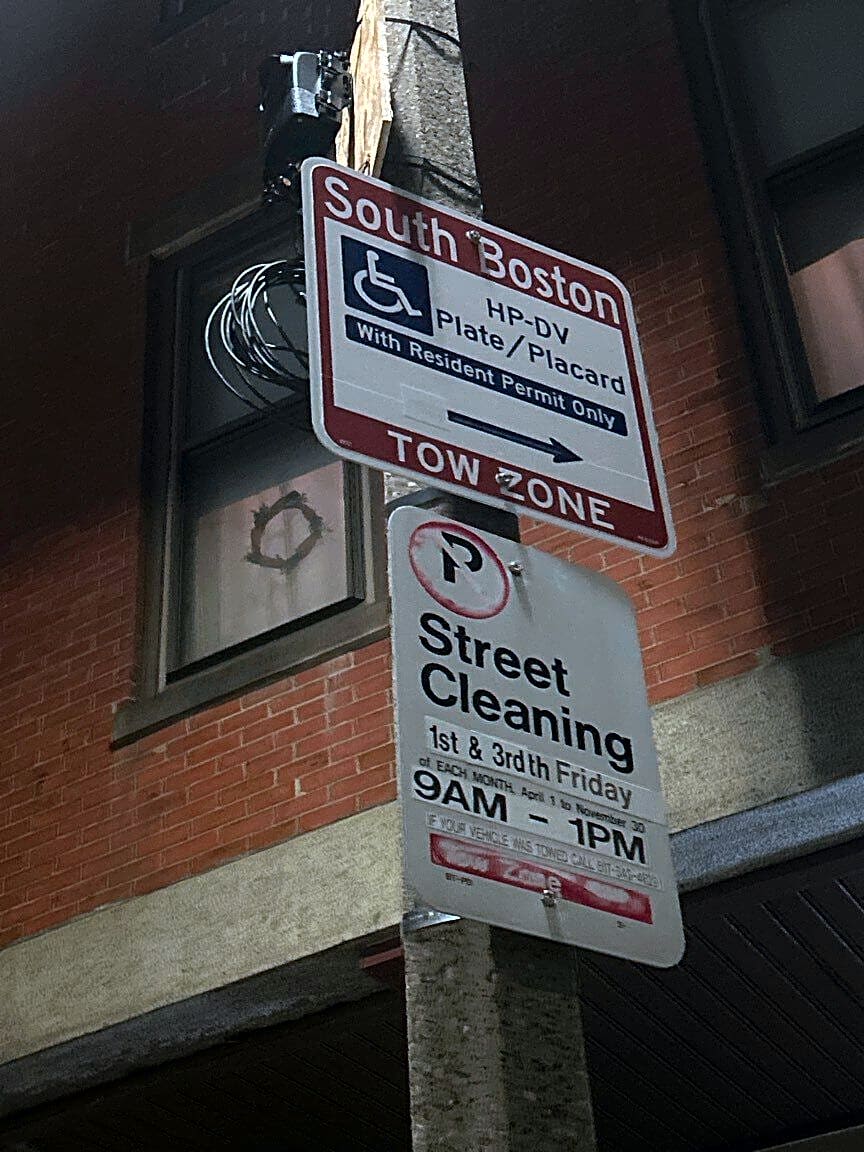 South Boston
HP-DV
Plate/Placard
With Resident Permit Only
TOW ZONE
P
Street
Cleaning
1st & 3rdth Friday
of EACH MONTH, April 1 to November 30
9AM - 1PM
IF YOUR VEHICLE WAS TOWED CALL
Zone